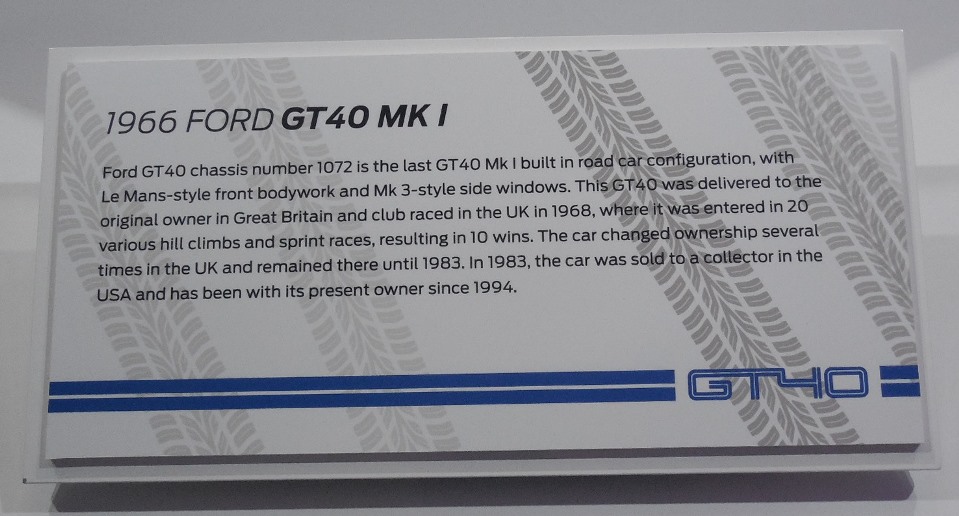 1966 FORD GT40 MK I
Ford GT40 chassis number 1072 is the last GT40 Mk I built in road car configuration, with
Le Mans-style front bodywork and Mk 3-style side windows. This GT40 was delivered to the
original owner in Great Britain and club raced in the UK in 1968, where it was entered in 20
various hill climbs and sprint races, resulting in 10 wins. The car changed ownership several
times in the UK and remained there until 1983. In 1983, the car was sold to a collector in the
USA and has been with its present owner since 1994.
GT40